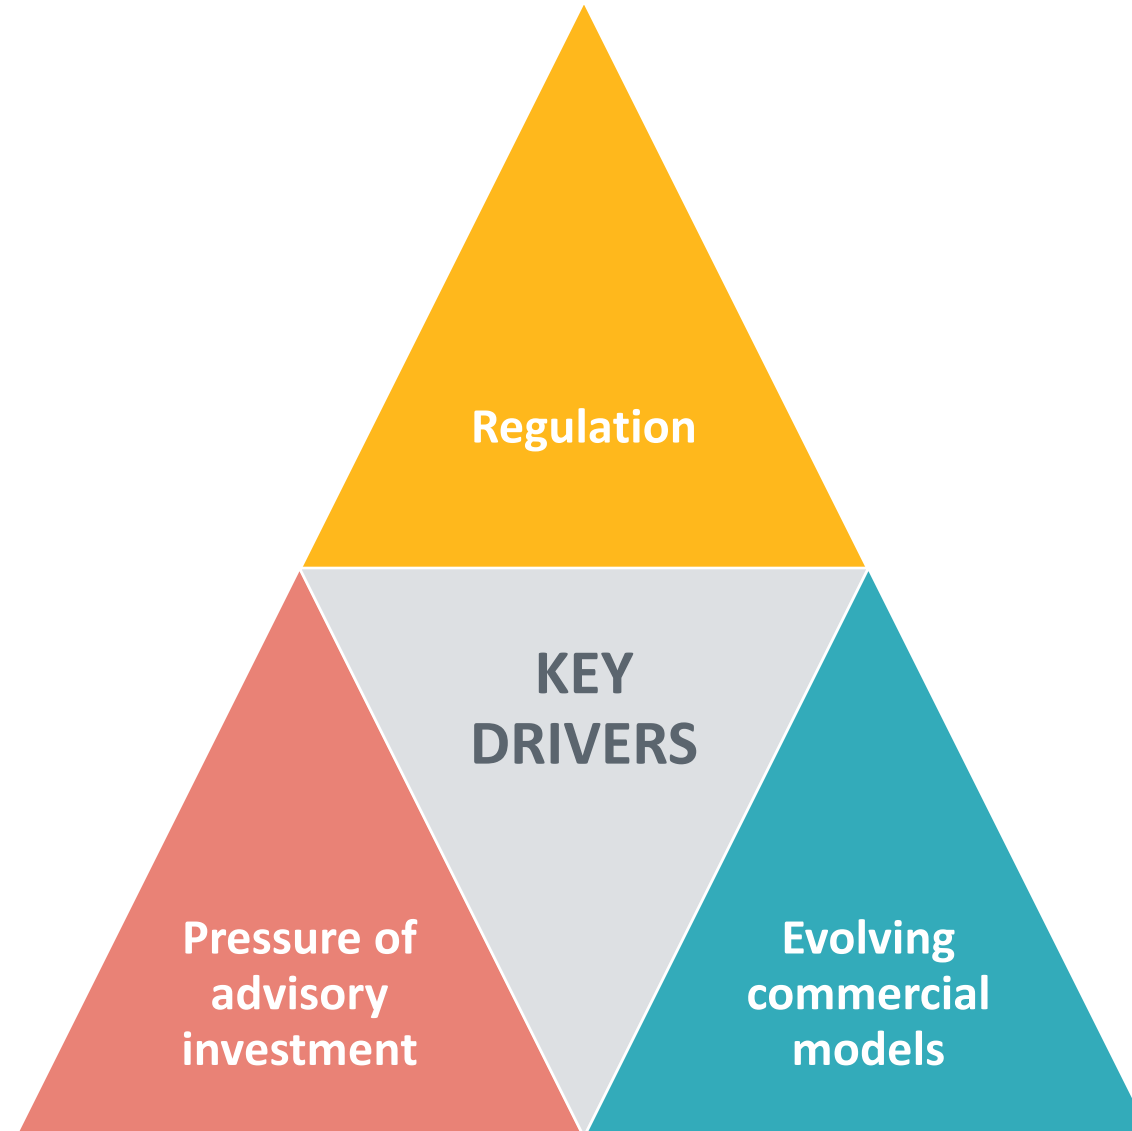 Regulation
KEY
DRIVERS
Pressure of
advisory
investment
Evolving
commercial
models